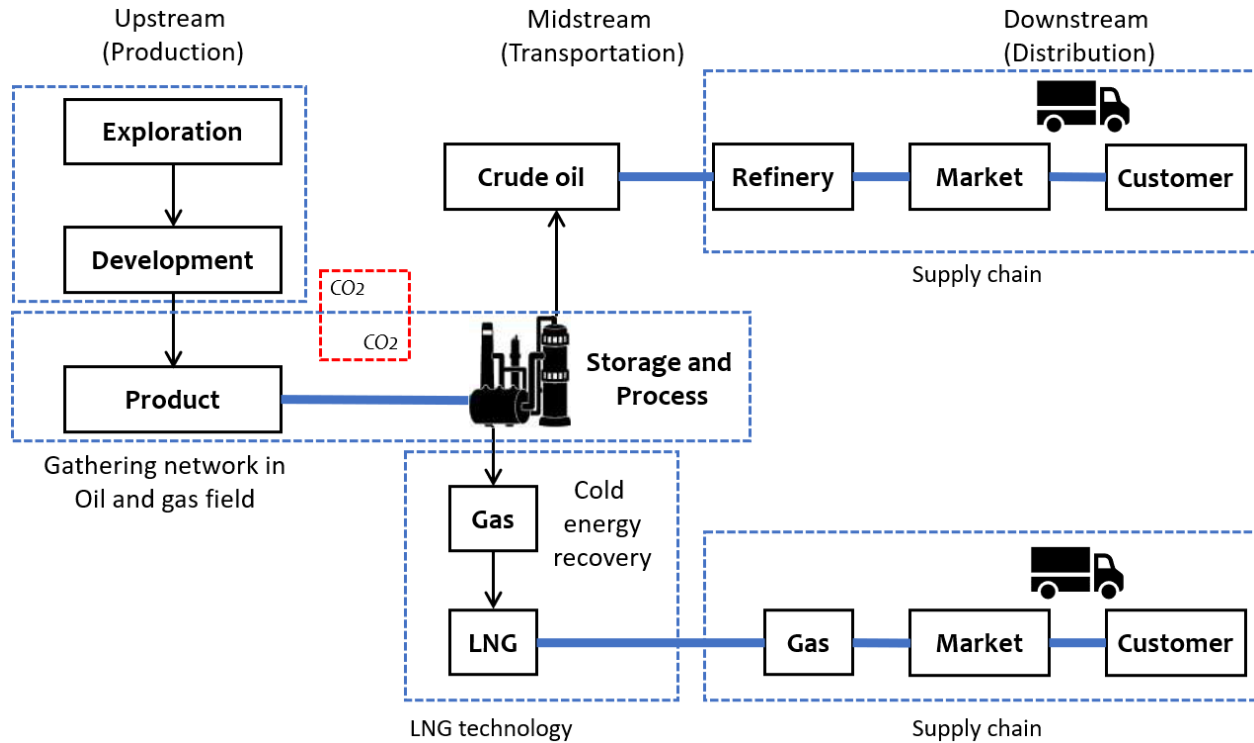 Upstream
(Production)
Midstream
(Transportation)
Downstream
(Distribution)
Exploration
Crude oil
Refinery
Market
Customer
Development
Supply chain
CO2
CO2
Product
Storage and
Process
Gathering network in
Oil and gas field
Gas
Cold
energy
recovery
LNG
Gas
Market
Customer
LNG technology
Supply chain